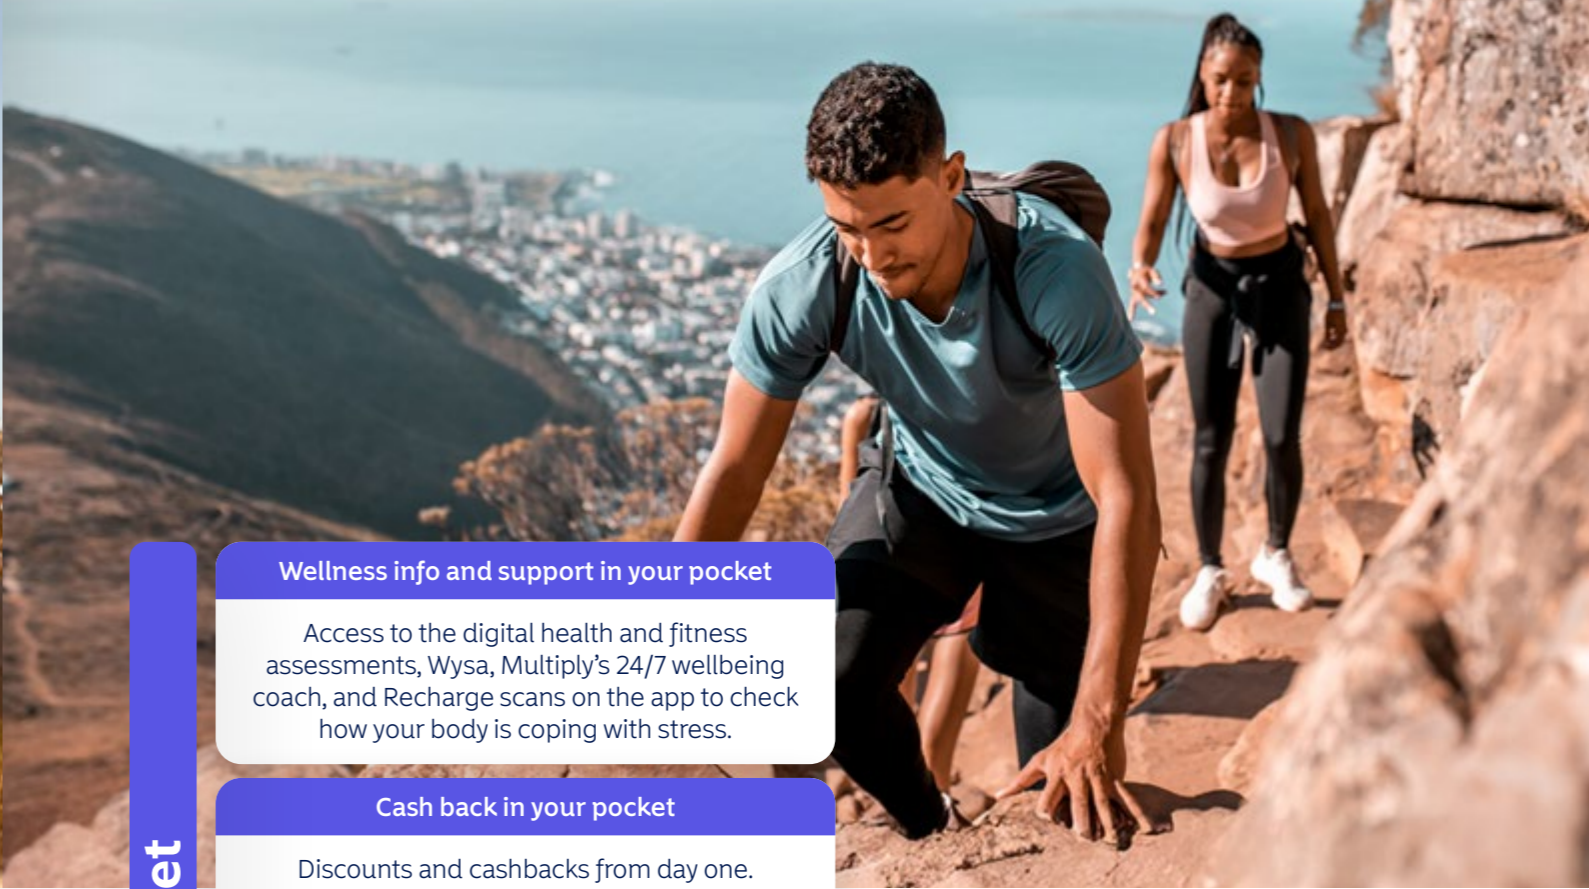 Wellness info and support in your pocket
Access to the digital health and fitness
assessments, Wysa, Multiply’s 24/7 wellbeing
coach, and Recharge scans on the app to check
how your body is coping with stress.
Cash back in your pocket
Discounts and cashbacks from day one.
et